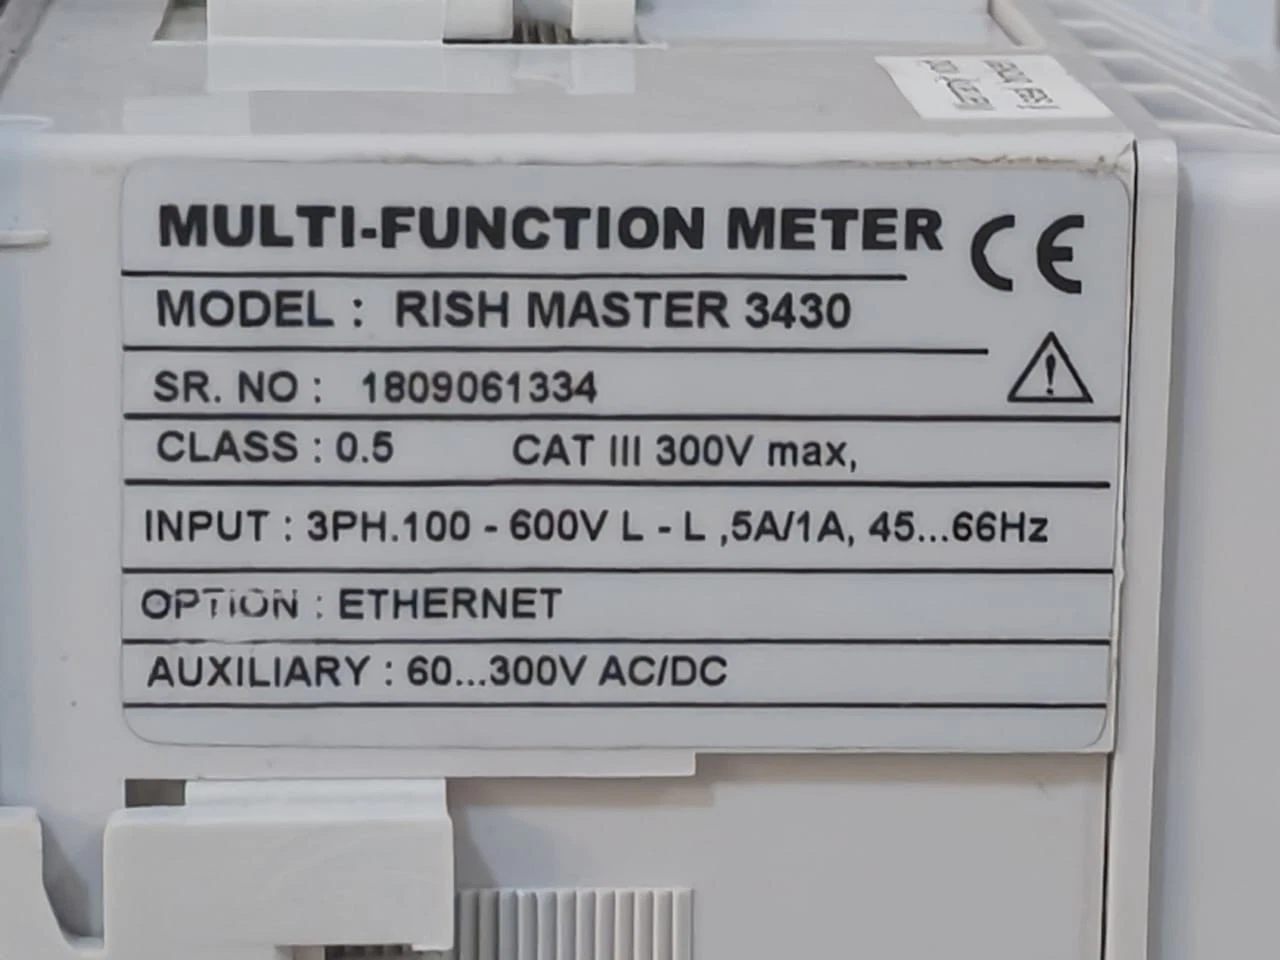 MULTI-FUNCTION METER CE
MODEL : RISH MASTER 3430
SR. NO : 1809061334
CLASS : 0.5 CAT III 300V max,
INPUT : 3PH.100 - 600V L - L ,5A/1A, 45...66Hz
OPTION : ETHERNET
AUXILIARY : 60...300V AC/DC